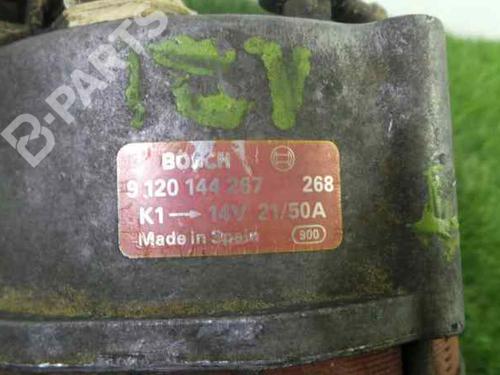 B-PARTS
BOSCH
9 120 144 267 268
K1→ 14V 21/50A
Made in Spain 900